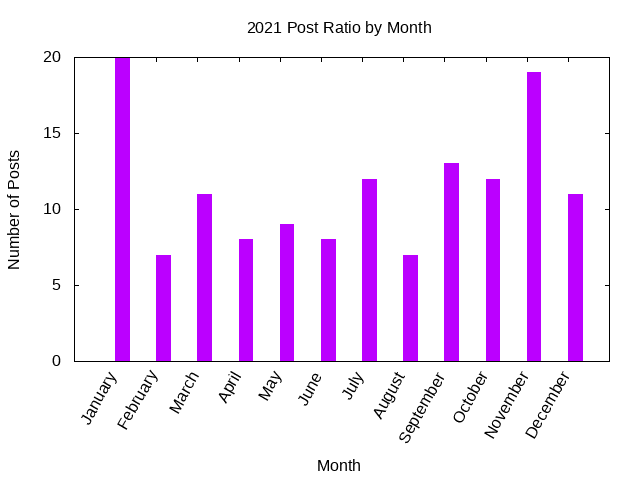 2021 Post Ratio by Month
20
15
10
5
0
Number of Posts
January
February
March
April
May
June
July
August
September
October
November
December
Month